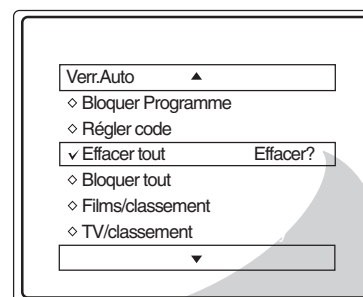 Verr.Auto ▲
◇ Bloquer Programme
◇ Régler code
✓ Effacer tout Effacer?
◇ Bloquer tout
◇ Films/classement
◇ TV/classement
▼